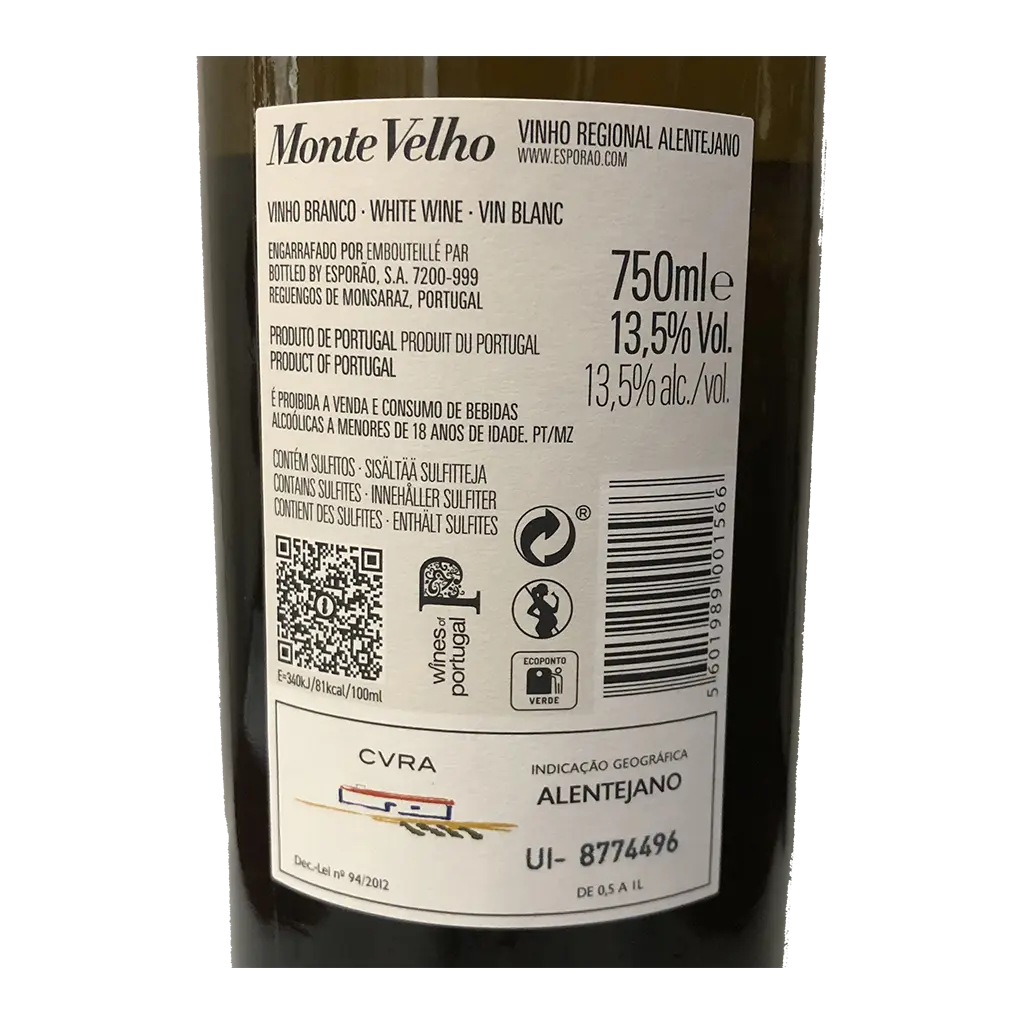 Monte Velho
VINHO REGIONAL ALENTEJANO
WWW.ESPORAO.COM
VINHO BRANCO · WHITE WINE · VIN BLANC
ENGARRAFADO POR EMBOUTEILLÉ PAR
BOTTLED BY ESPORÃO, S.A. 7200-999
REGUENGOS DE MONSARAZ, PORTUGAL
750ml e
13,5% Vol.
13,5% alc./vol.
PRODUTO DE PORTUGAL PRODUIT DU PORTUGAL
PRODUCT OF PORTUGAL
É PROIBIDA A VENDA E CONSUMO DE BEBIDAS
ALCOÓLICAS A MENORES DE 18 ANOS DE IDADE. PT/MZ
CONTÉM SULFITOS · SISÄLTÄÄ SULFITTEJA
CONTAINS SULFITES · INNEHÅLLER SULFITER
CONTIENT DES SULFITES · ENTHÄLT SULFITES
®
wines of
portugal
ECOPONTO
VERDE
5 601989 001566
E=340kJ/81kcal/100ml
CVRA
INDICAÇÃO GEOGRÁFICA
ALENTEJANO
UI- 8774496
Dec.-Lei nº 94/2012
DE 0,5 A 1L